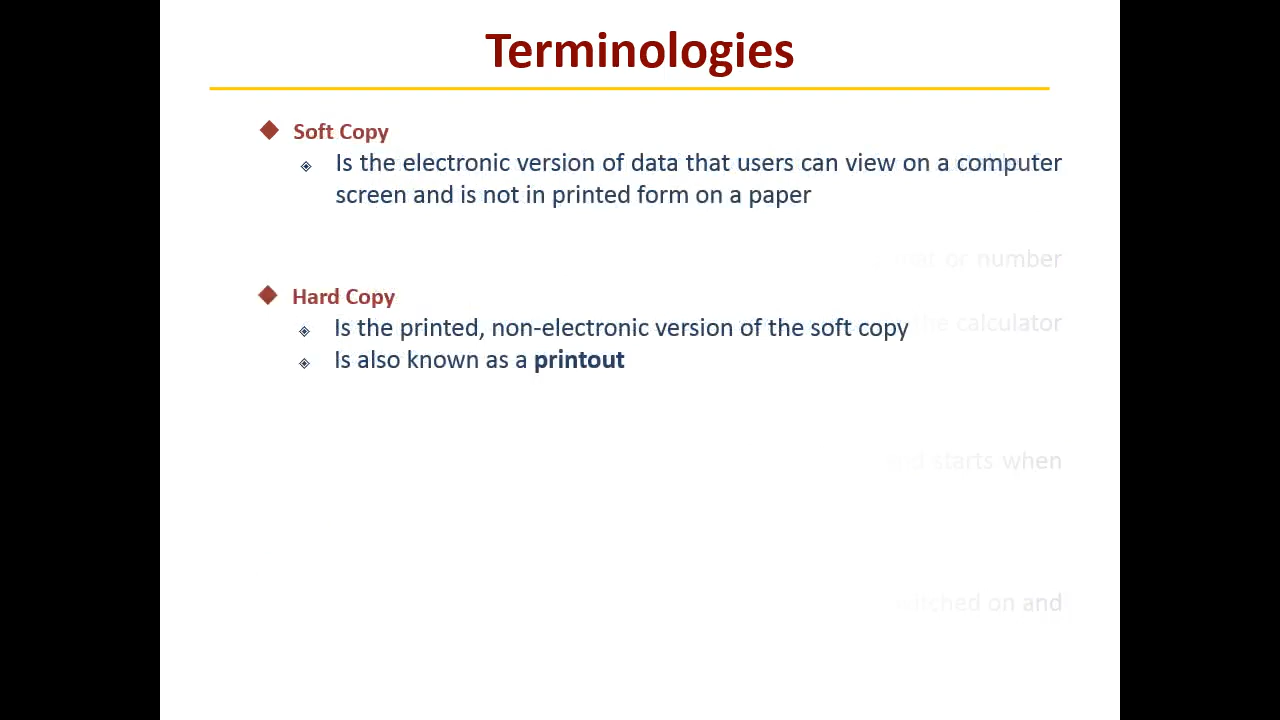 Terminologies
Soft Copy
Is the electronic version of data that users can view on a computer
screen and is not in printed form on a paper
or number
Hard Copy
Is the printed, non-electronic version of the soft copy
the calculator
Is also known as a printout
starts when
on and